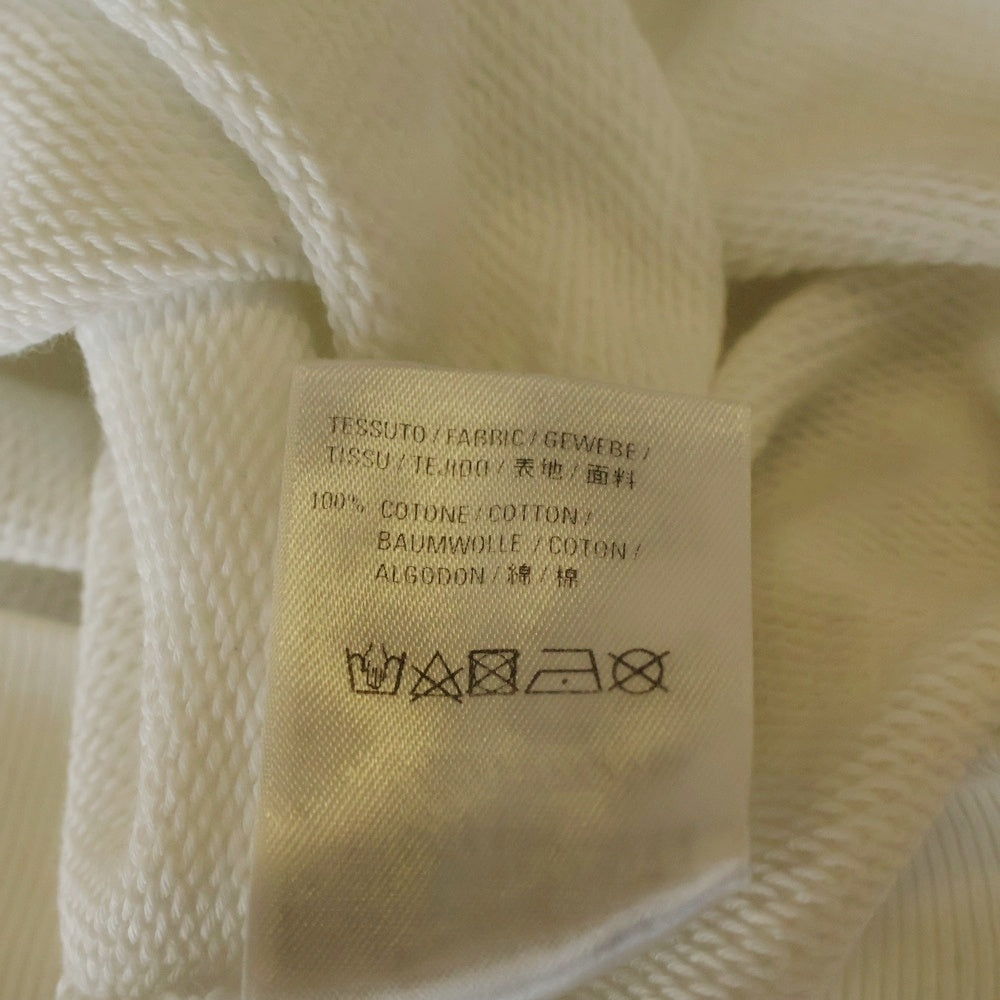 TESSUTO / FABRIC / GEWEBE /
TISSU / TEJIDO / 表地 / 面料
100% COTONE / COTTON /
BAUMWOLLE / COTON /
ALGODON / 綿 / 棉